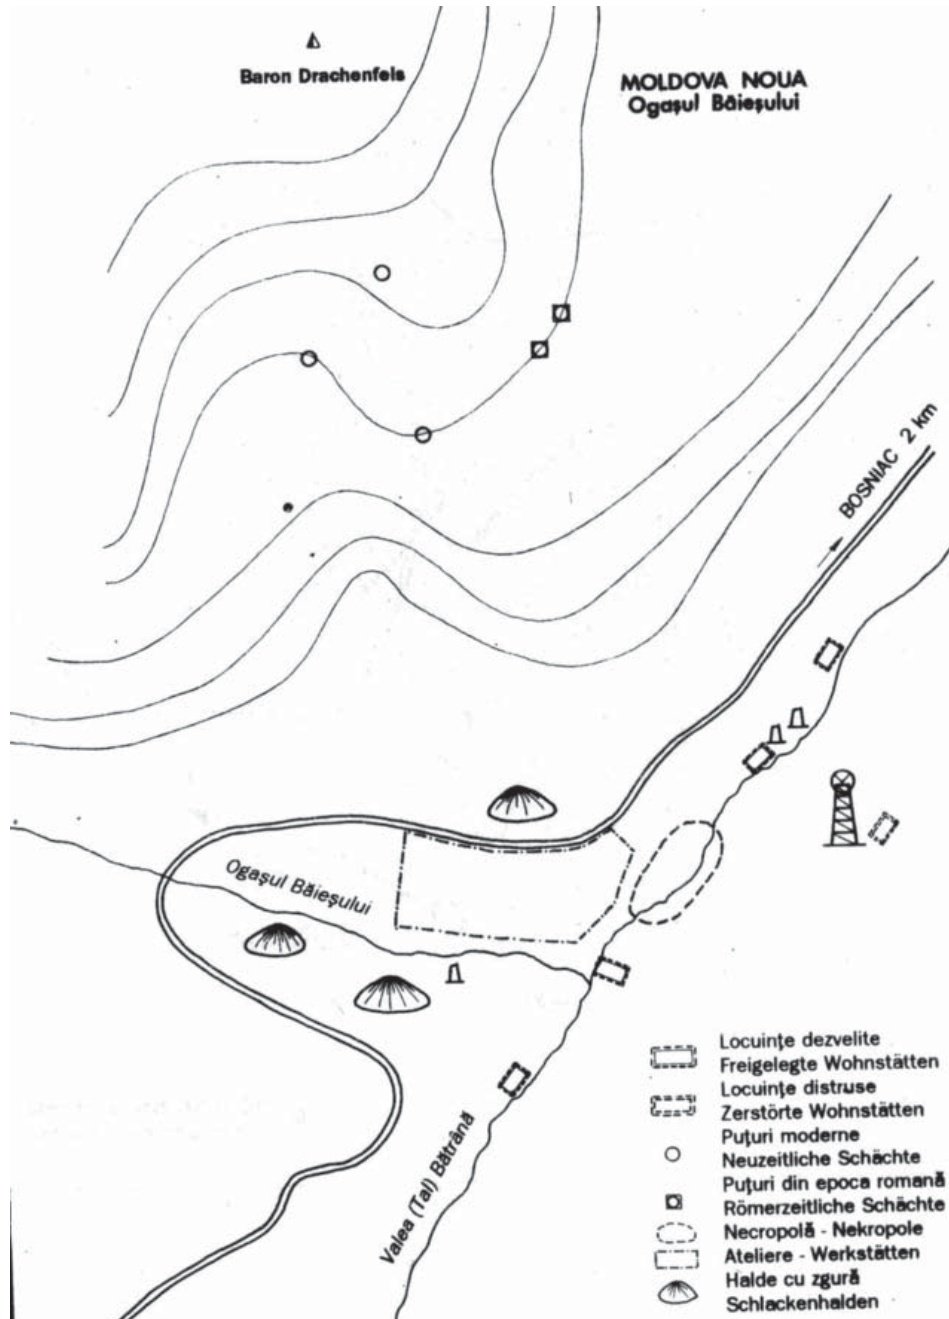 Baron Drachenfels
MOLDOVA NOUA
Ogaşul Băieşului
BOSNIAC 2 km
Ogaşul Băieşului
Valea (Tal) Bătrână
Locuinţe dezvelite
Freigelegte Wohnstätten
Locuinţe distruse
Zerstörte Wohnstätten
Puţuri moderne
Neuzeitliche Schächte
Puţuri din epoca romană
Römerzeitliche Schächte
Necropolă - Nekropole
Ateliere - Werkstätten
Halde cu zgură
Schlackenhalden